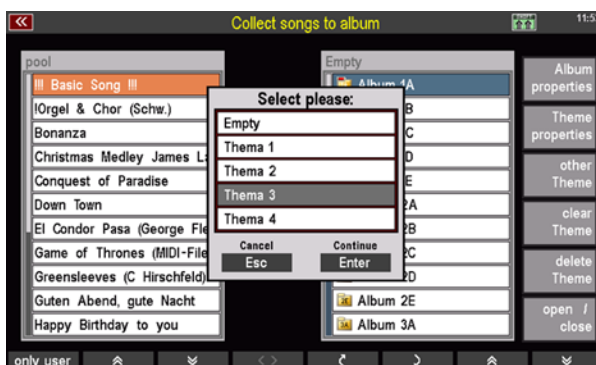 Collect songs to album
pool
!!! Basic Song !!!
!Orgel & Chor (Schw.)
Bonanza
Christmas Medley James
Conquest of Paradise
Down Town
El Condor Pasa (George
Game of Thrones (MIDI-File
Greensleeves (C Hirschfeld)
Guten Abend, gute Nacht
Happy Birthday to you
Select please:
Empty
Thema 1
Thema 2
Thema 3
Thema 4
Cancel
Esc
Continue
Enter
Empty
Album 1A
B
C
D
E
2A
2B
2C
2D
Album 2E
Album 3A
Album
properties
Theme
properties
other
Theme
clear
Theme
delete
Theme
open /
close
only user